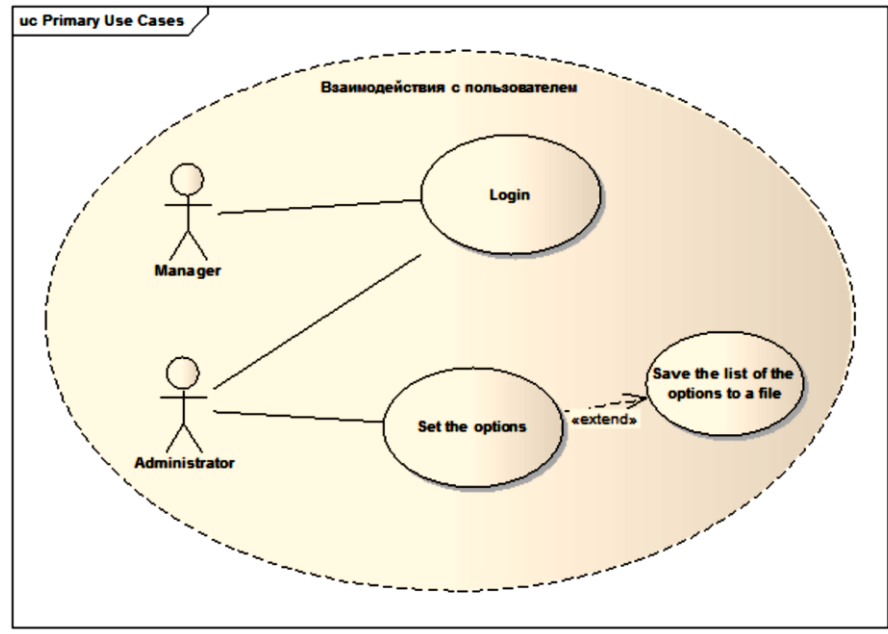 uc Primary Use Cases
Взаимодействия с пользователем
Login
Manager
Save the list of the
options to a file
«extend»
Set the options
Administrator